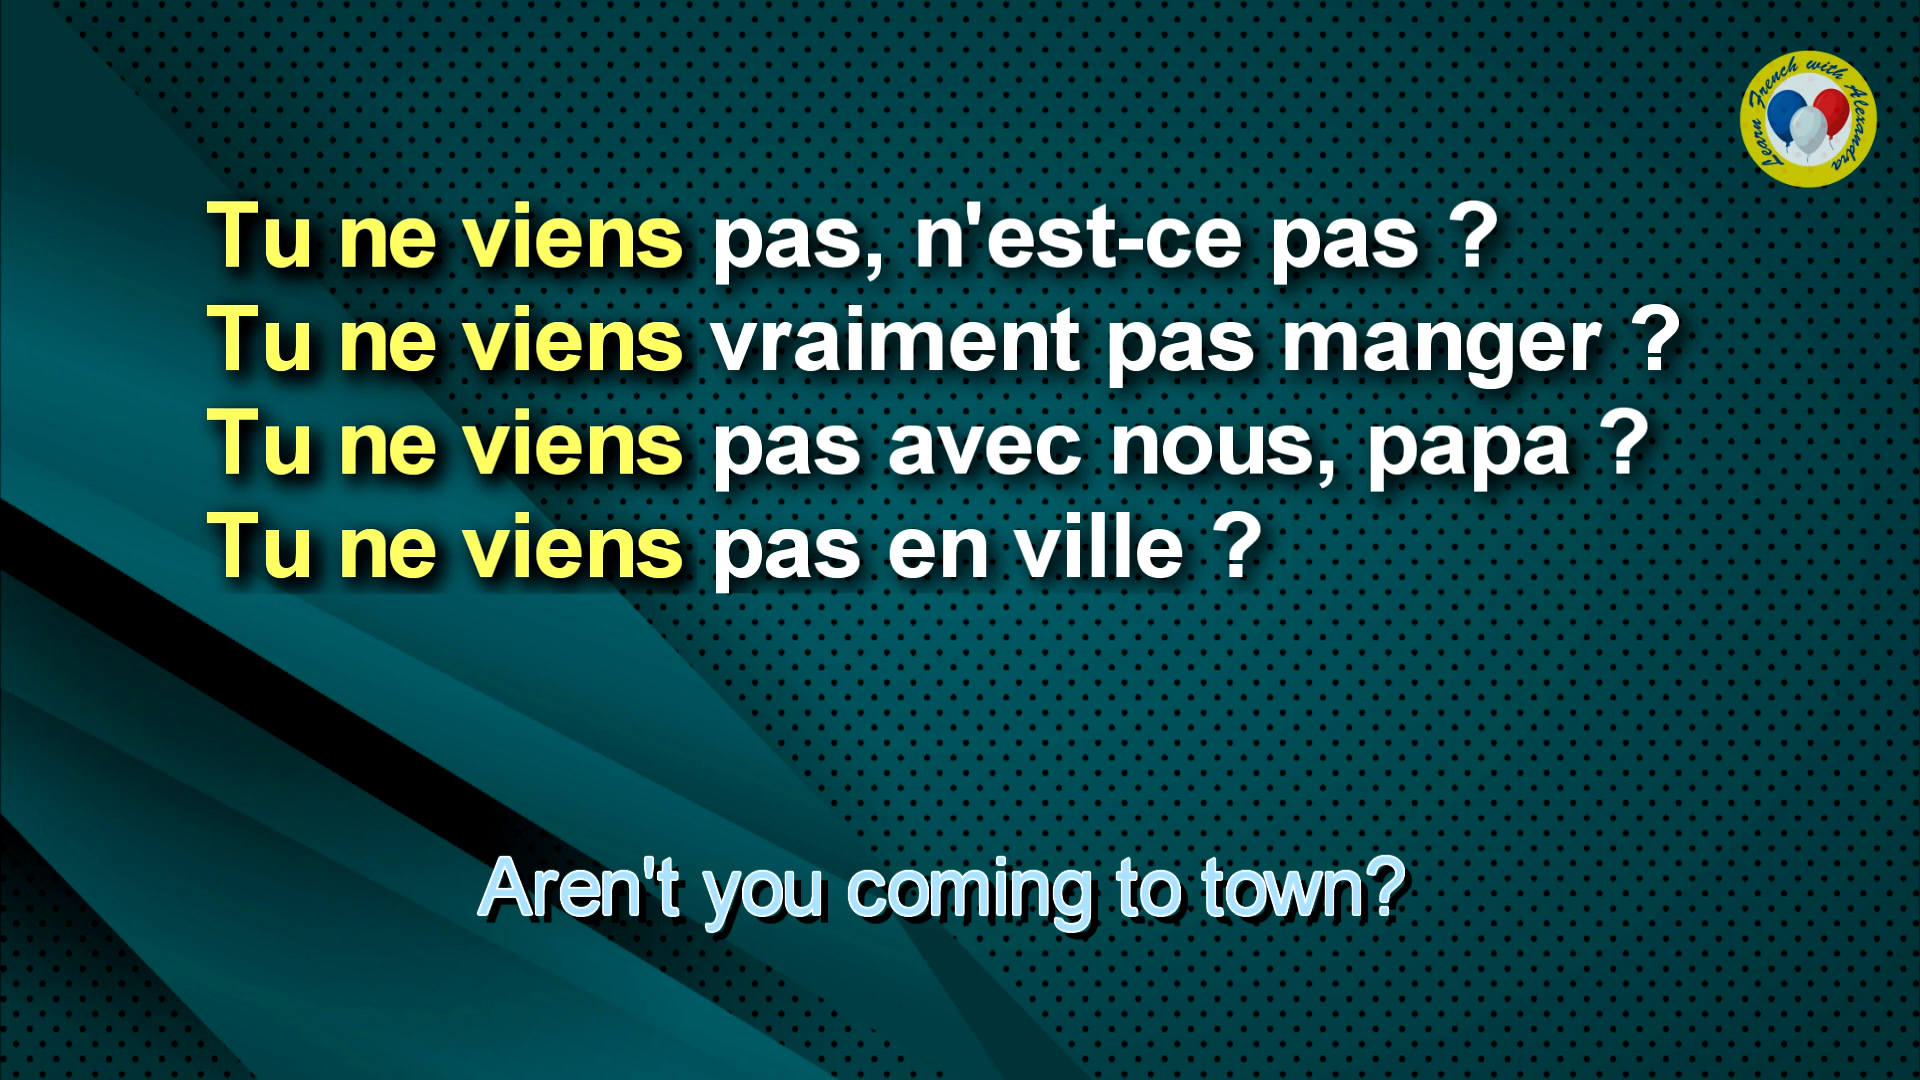 Learn French with Alexandra
Tu ne viens pas, n'est-ce pas ?
Tu ne viens vraiment pas manger ?
Tu ne viens pas avec nous, papa ?
Tu ne viens pas en ville ?
Aren't you coming to town?